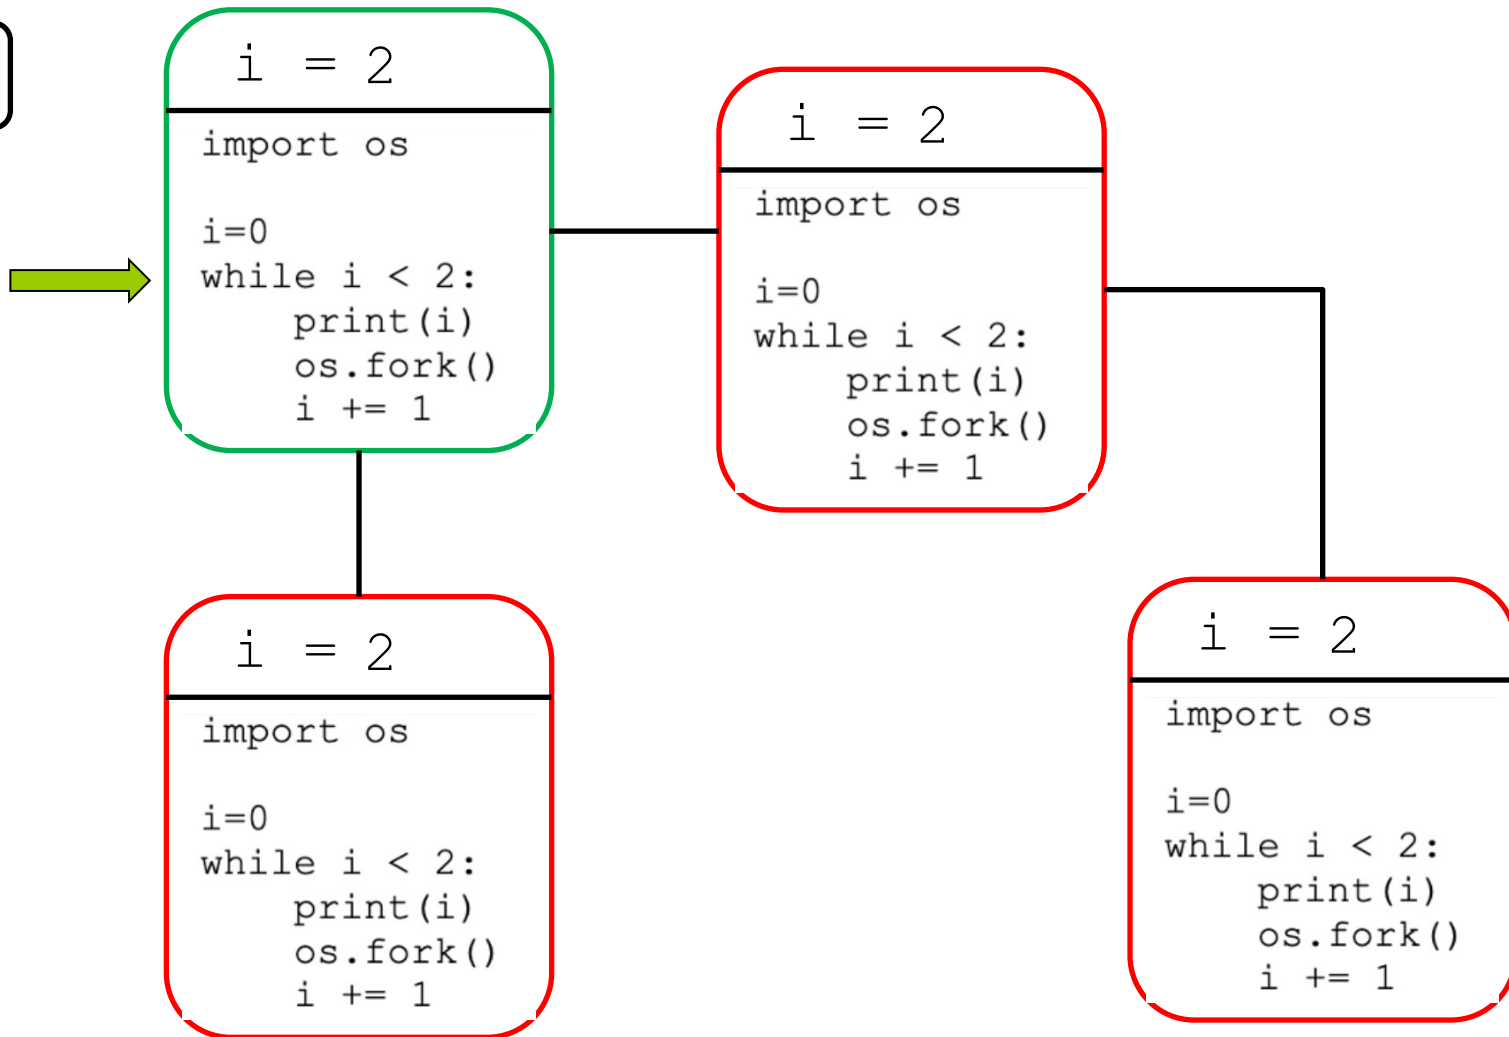 i = 2
import os
i=0
while i < 2:
print(i)
os.fork()
i += 1
i = 2
import os
i=0
while i < 2:
print(i)
os.fork()
i += 1
i = 2
import os
i=0
while i < 2:
print(i)
os.fork()
i += 1
i = 2
import os
i=0
while i < 2:
print(i)
os.fork()
i += 1